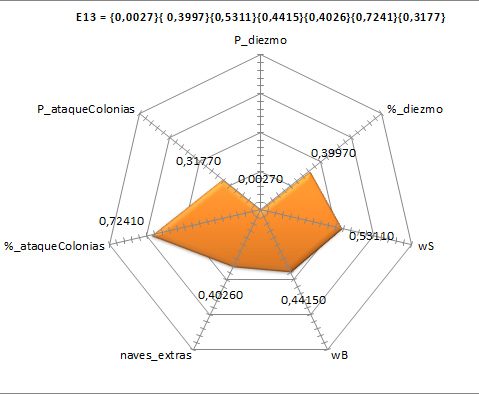 E13 = {0,0027}{ 0,3997}{0,5311}{0,4415}{0,4026}{0,7241}{0,3177}
P_diezmo
P_ataqueColonias
%_diezmo
0,31770
0,39970
0,00270
0,72410
0,53110
%_ataqueColonias
wS
0,40260
0,44150
naves_extras
wB